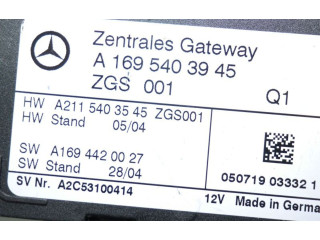 Zentrales Gateway
A 169 540 39 45
ZGS 001 Q1
HW A211 540 35 45 ZGS001
HW Stand 05/04
SW A169 442 00 27
SW Stand 28/04
050719 03332 1
SV Nr. A2C53100414 12V Made in German